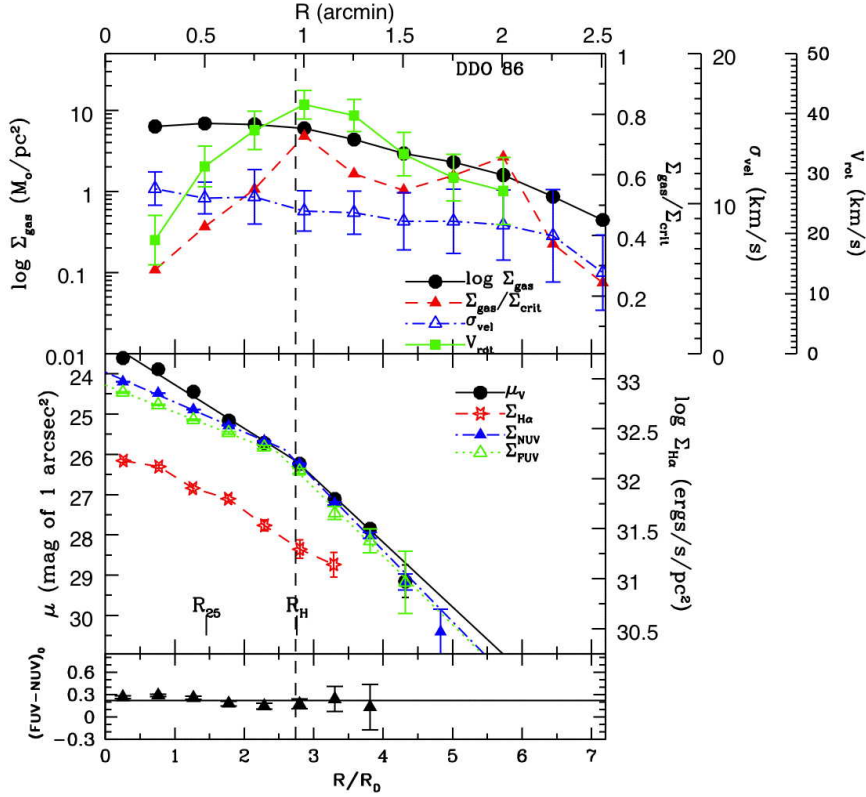 R (arcmin)
0 0.5 1 1.5 2 2.5
DDO 86
log Σgas (M☉/pc²)
10
1
0.1
0.01
Σgas/Σcrit
1
0.8
0.6
0.4
0.2
σvel (km/s)
20
10
0
Vrot (km/s)
50
40
30
20
10
0
log Σgas
Σgas/Σcrit
σvel
Vrot
μ (mag of 1 arcsec²)
24
25
26
27
28
29
30
μV
ΣHα
ΣNUV
ΣFUV
log ΣHα (ergs/s/pc²)
33
32.5
32
31.5
31
30.5
R25
RH
(FUV−NUV)0
0.6
0.3
0
−0.3
0 1 2 3 4 5 6 7
R/RD